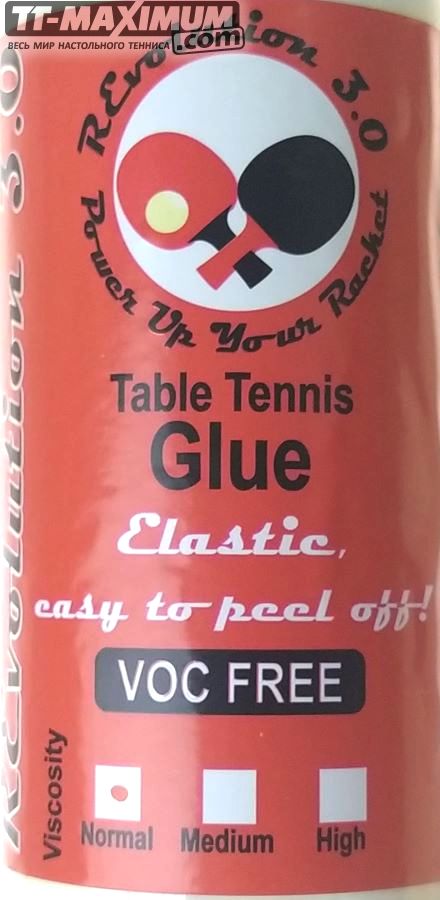 TT-MAXIMUM
ВЕСЬ МИР НАСТОЛЬНОГО ТЕННИСА
.com
REvolution 3.0
Power Up Your Racket
REvolution 3.0
Table Tennis
Glue
Elastic,
easy to peel off!
VOC FREE
Viscosity
Normal Medium High